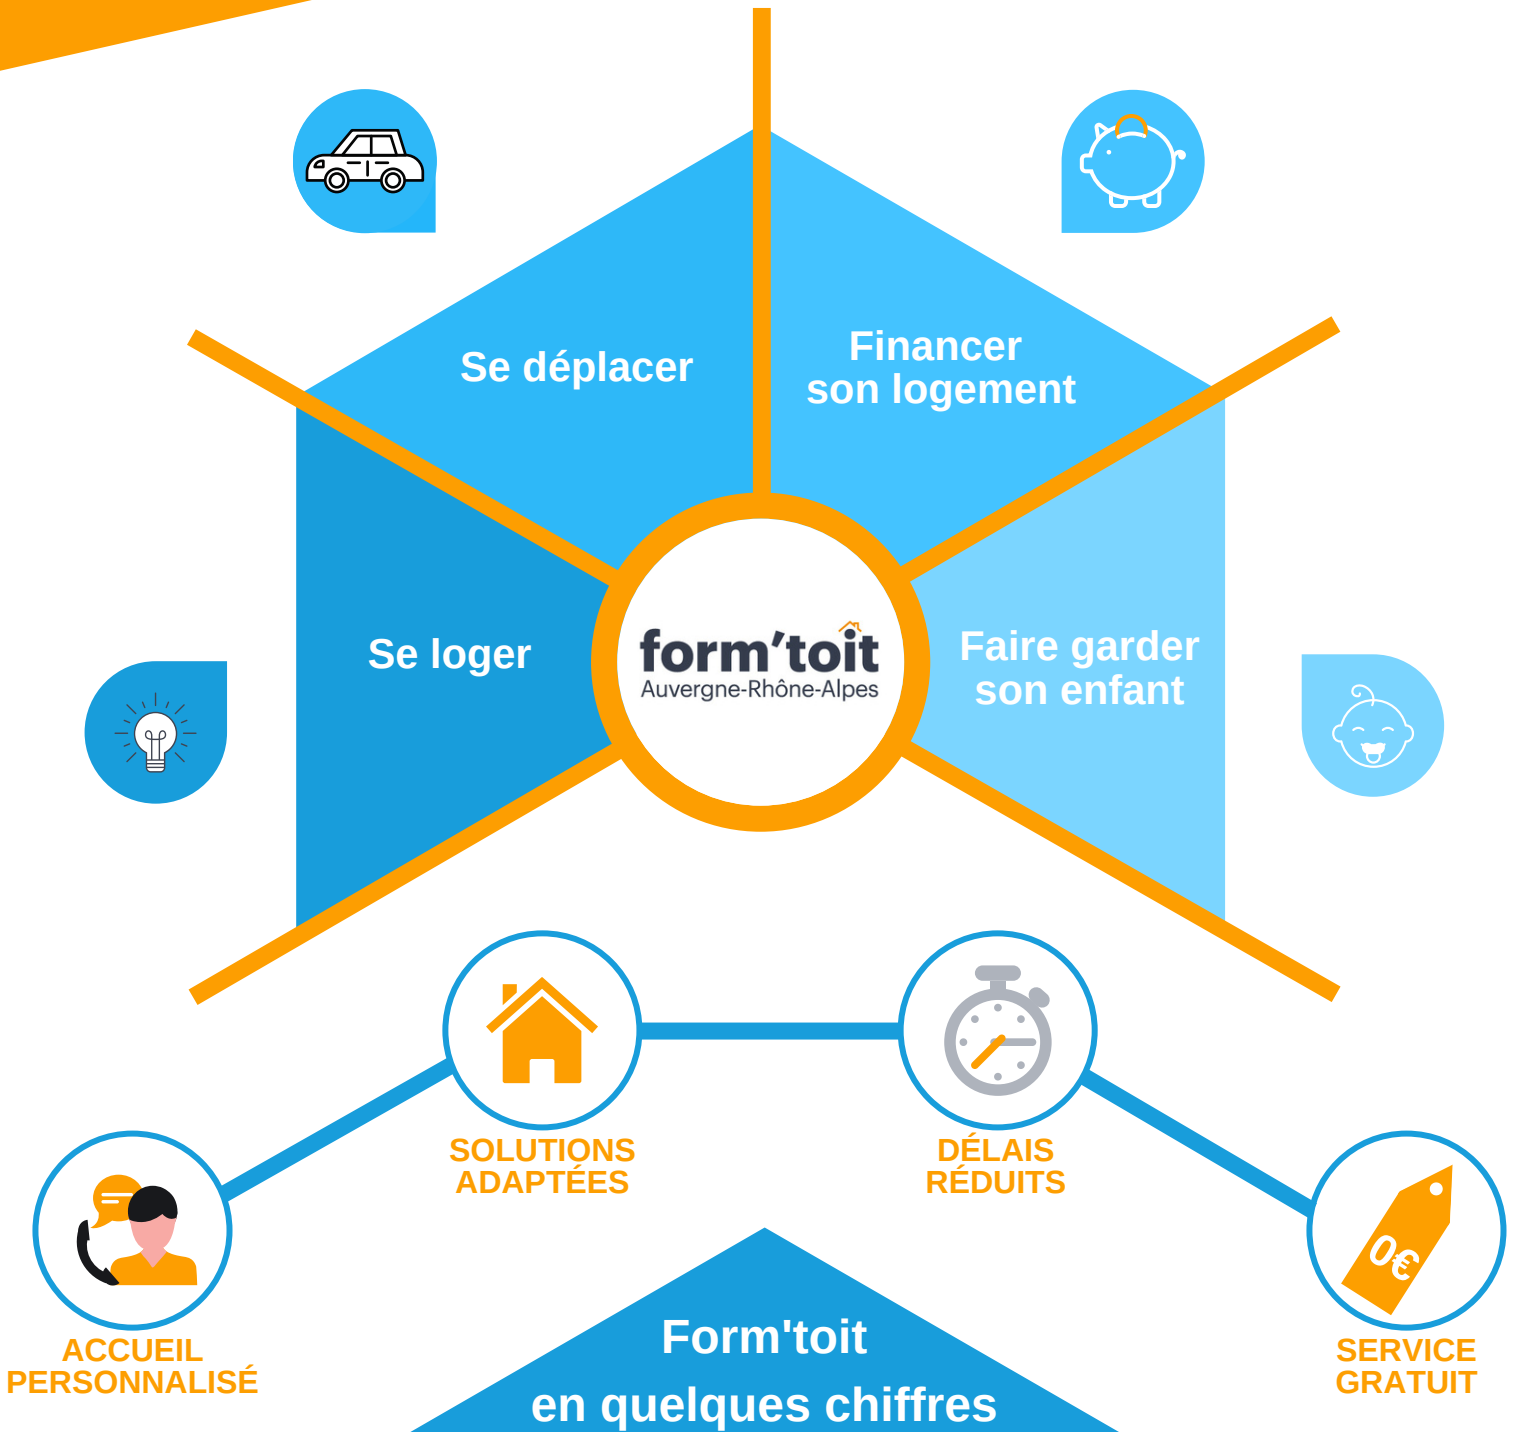 Se déplacer
Financer
son logement
Se loger
form'toit
Auvergne-Rhône-Alpes
Faire garder
son enfant
SOLUTIONS
ADAPTÉES
DÉLAIS
RÉDUITS
0€
ACCUEIL
PERSONNALISÉ
SERVICE
GRATUIT
Form'toit
en quelques chiffres